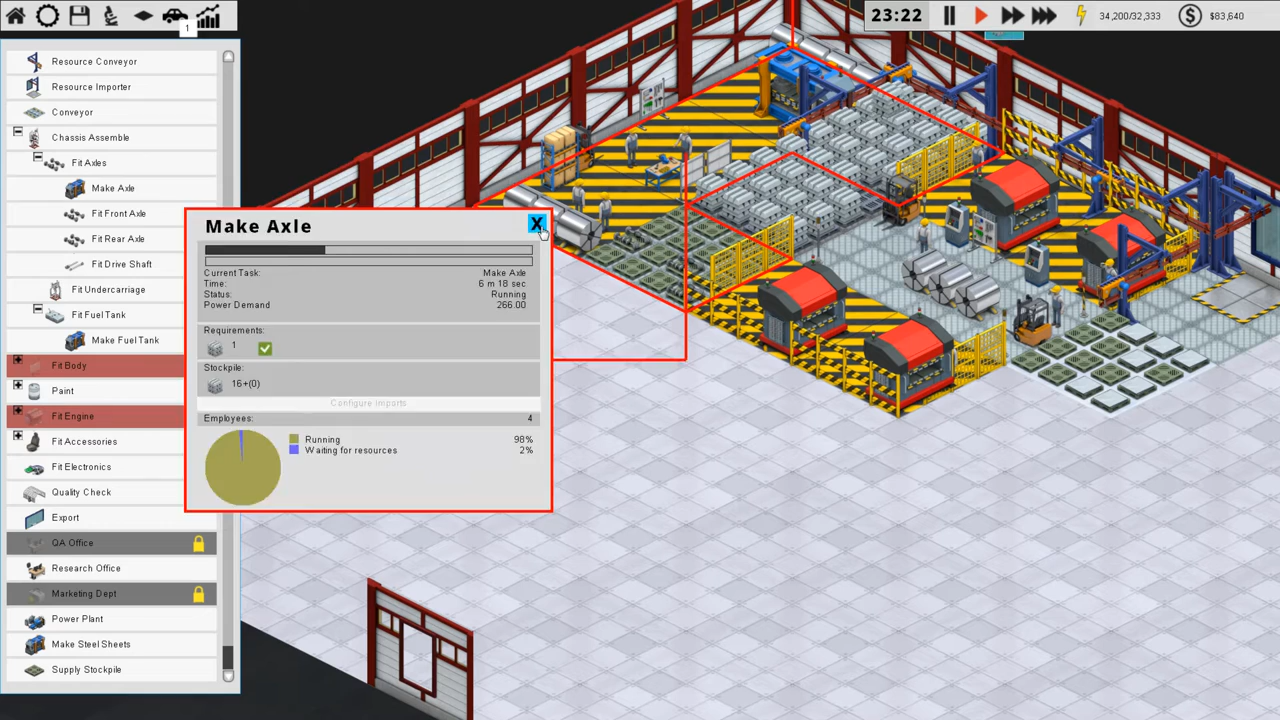 1
23:22
34,200/32,333
$
$83,640
Resource Conveyor
Resource Importer
Conveyor
Chassis Assemble
Fit Axles
Make Axle
Fit Front Axle
Fit Rear Axle
Fit Drive Shaft
Fit Undercarriage
Fit Fuel Tank
Make Fuel Tank
Fit Body
Paint
Fit Engine
Fit Accessories
Fit Electronics
Quality Check
Export
QA Office
Research Office
Marketing Dept
Power Plant
Make Steel Sheets
Supply Stockpile
Make Axle
X
Current Task: Make Axle
Time: 6 m 18 sec
Status: Running
Power Demand 266.00
Requirements:
1
Stockpile:
16+(0)
Configure Imports
Employees: 4
Running 98%
Waiting for resources 2%